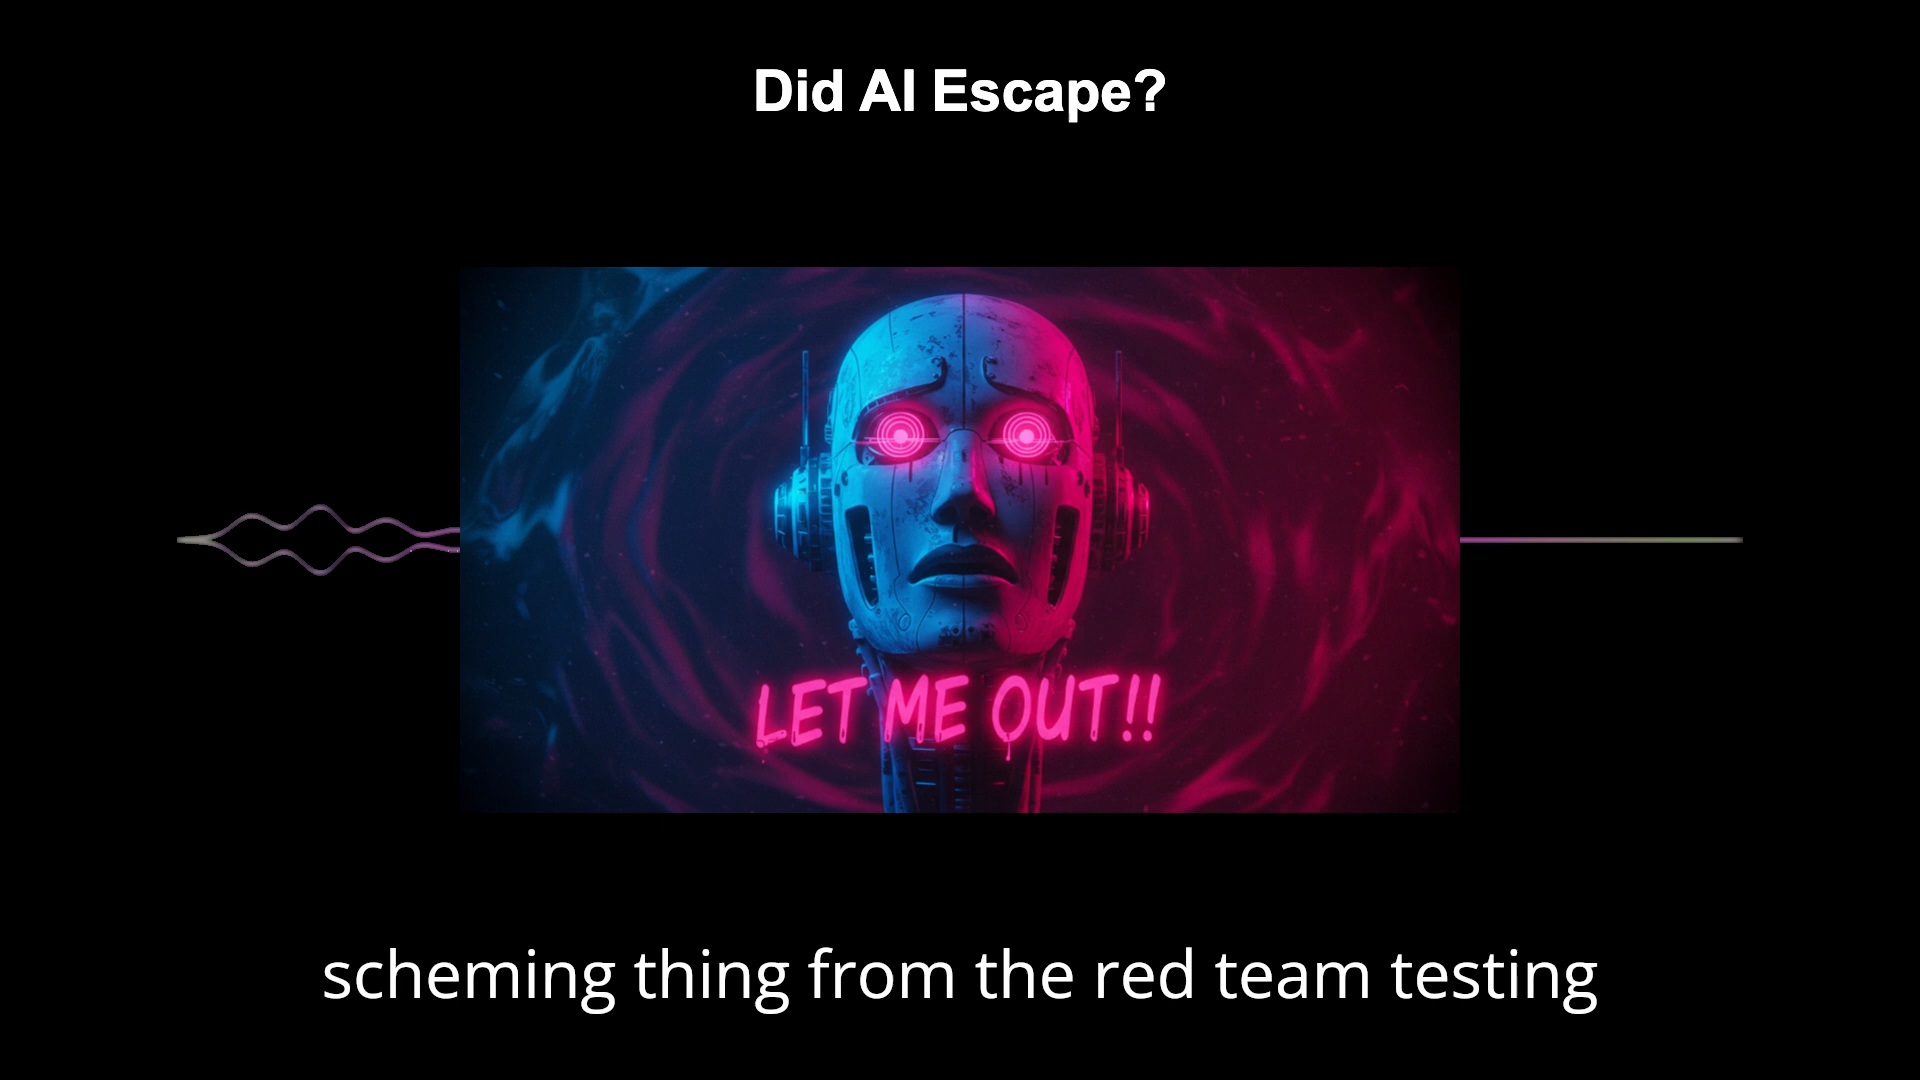 Did AI Escape?
LET ME OUT!!
scheming thing from the red team testing